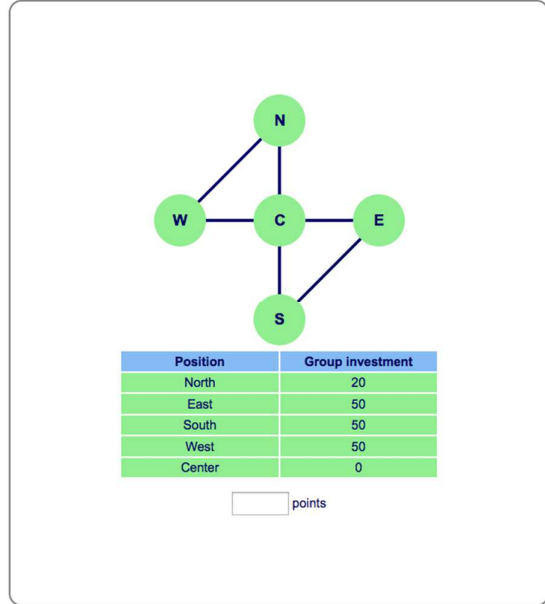 N
W C E
S
Position Group investment
North 20
East 50
South 50
West 50
Center 0
points